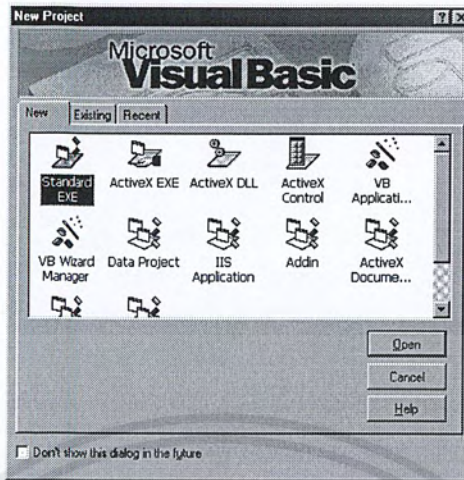 New Project
Microsoft
Visual Basic
New Existing Recent
Standard EXE
ActiveX EXE
ActiveX DLL
ActiveX Control
VB Applicati...
VB Wizard Manager
Data Project
IIS Application
Addin
ActiveX Docume...
Open
Cancel
Help
Don't show this dialog in the future